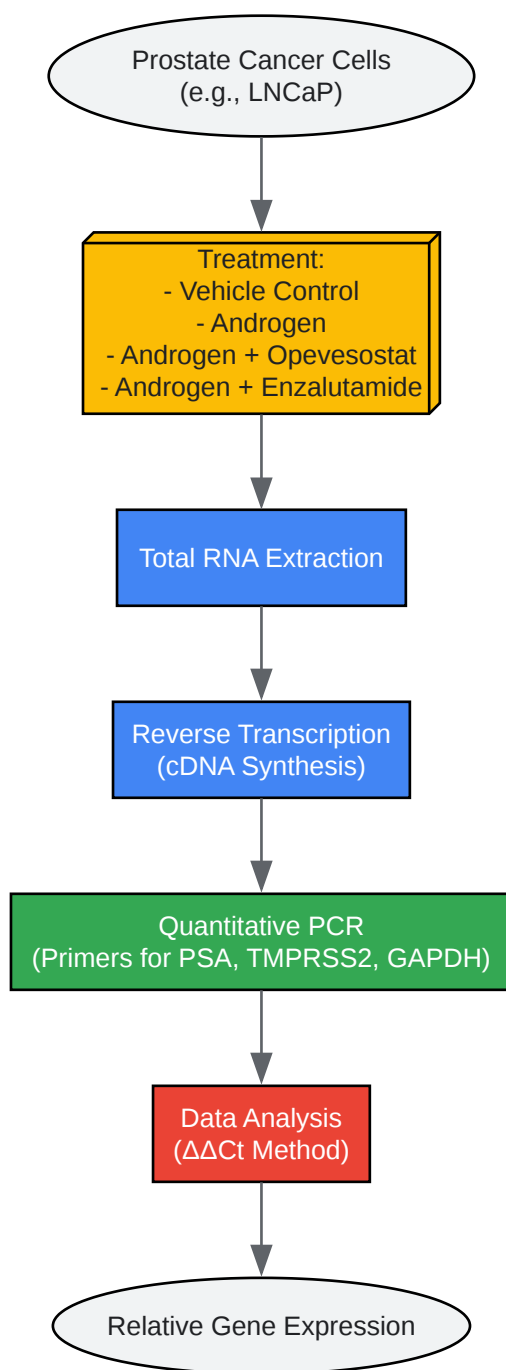 Prostate Cancer Cells
(e.g., LNCaP)
Treatment:
- Vehicle Control
- Androgen
- Androgen + Opevesostat
- Androgen + Enzalutamide
Total RNA Extraction
Reverse Transcription
(cDNA Synthesis)
Quantitative PCR
(Primers for PSA, TMPRSS2, GAPDH)
Data Analysis
(ΔΔCt Method)
Relative Gene Expression